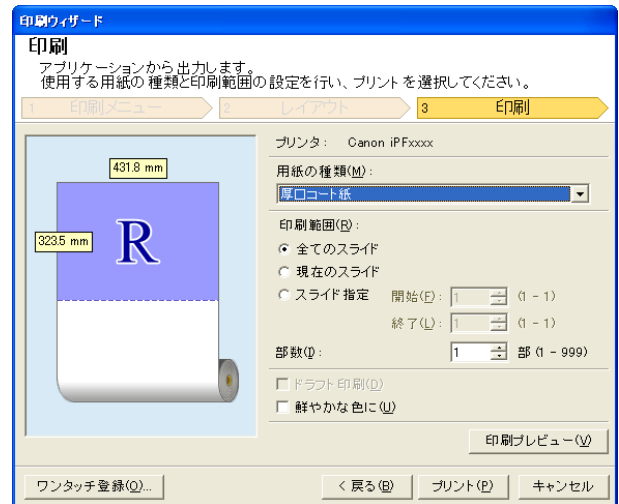 印刷ウィザード
印刷
アプリケーションから出力します。
使用する用紙の種類と印刷範囲の設定を行い、プリントを選択してください。
1 印刷メニュー 2 レイアウト 3 印刷
プリンタ： Canon iPFxxxx
431.8 mm
用紙の種類(M)：
厚口コート紙
印刷範囲(R)：
323.5 mm
R
全てのスライド
現在のスライド
スライド指定 開始(F)： 1 (1 - 1)
終了(L)： 1 (1 - 1)
部数(I)： 1 部 (1 - 999)
ドラフト印刷(D)
鮮やかな色に(U)
印刷プレビュー(V)
ワンタッチ登録(O)... < 戻る(B) プリント(P) キャンセル